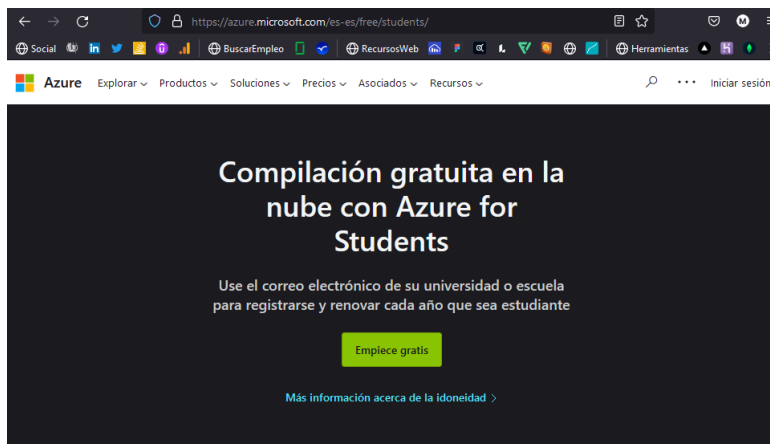 https://azure.microsoft.com/es-es/free/students/
Social BuscarEmpleo RecursosWeb Herramientas
Azure Explorar Productos Soluciones Precios Asociados Recursos Iniciar sesión
Compilación gratuita en la
nube con Azure for
Students
Use el correo electrónico de su universidad o escuela
para registrarse y renovar cada año que sea estudiante
Empiece gratis
Más información acerca de la idoneidad >